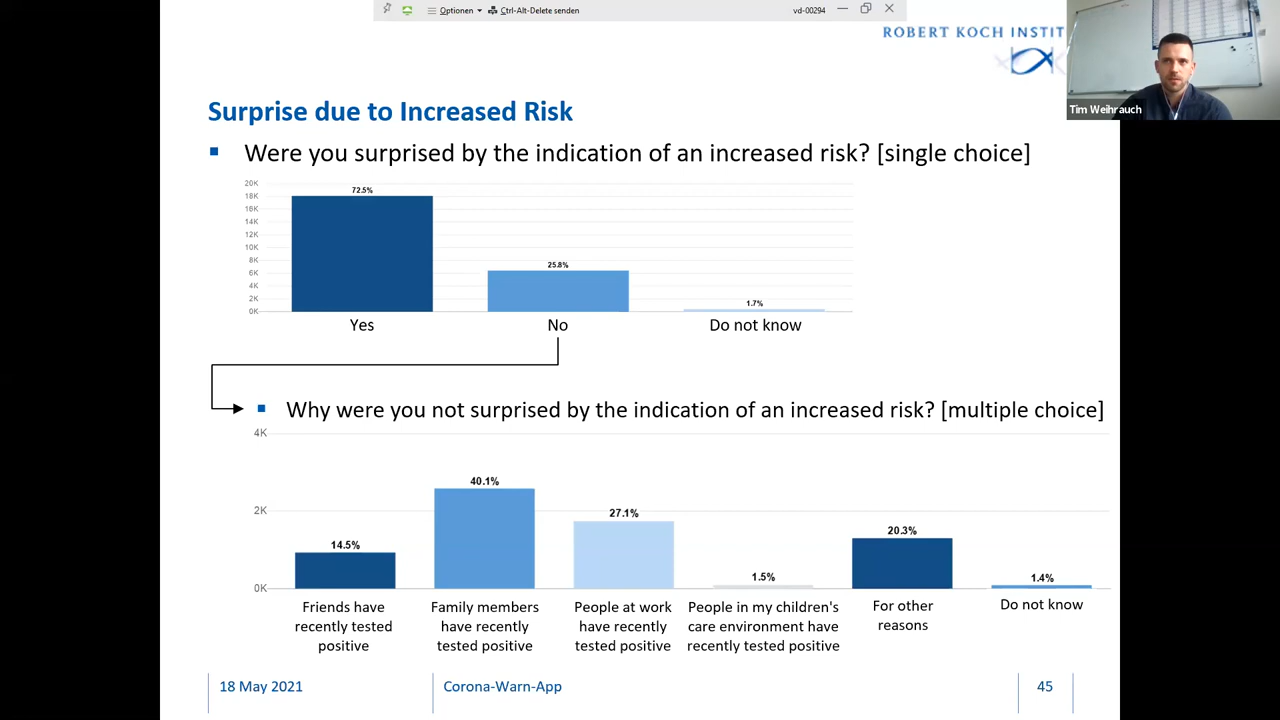 Optionen
Ctrl-Alt-Delete senden
vd-00294
ROBERT KOCH INSTIT
Tim Weihrauch
Surprise due to Increased Risk
Were you surprised by the indication of an increased risk? [single choice]
20K
18K
16K
14K
12K
10K
8K
6K
4K
2K
0K
72.5%
25.8%
1.7%
Yes
No
Do not know
Why were you not surprised by the indication of an increased risk? [multiple choice]
4K
2K
0K
14.5%
40.1%
27.1%
1.5%
20.3%
1.4%
Friends have
recently tested
positive
Family members
have recently
tested positive
People at work
have recently
tested positive
People in my children's
care environment have
recently tested positive
For other
reasons
Do not know
18 May 2021
Corona-Warn-App
45